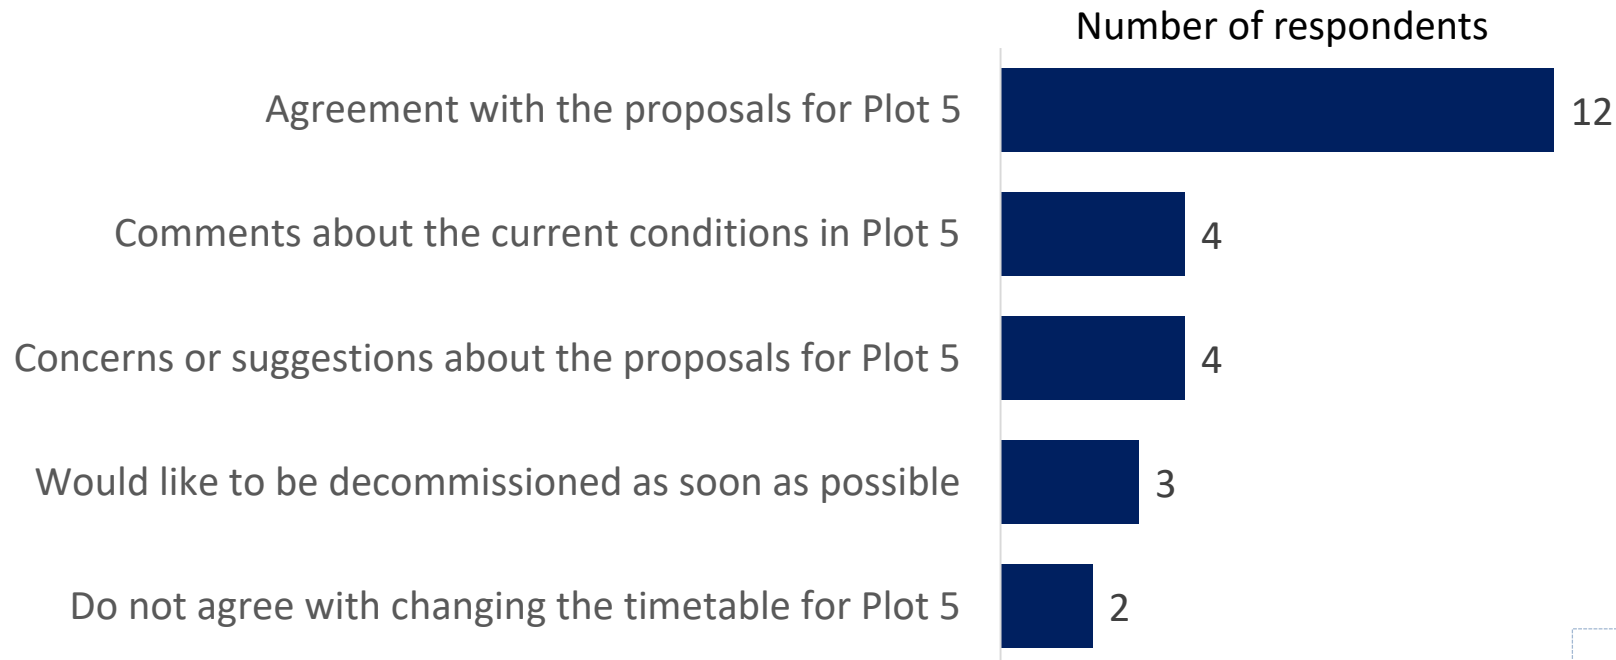 Number of respondents
Agreement with the proposals for Plot 5 12
Comments about the current conditions in Plot 5 4
Concerns or suggestions about the proposals for Plot 5 4
Would like to be decommissioned as soon as possible 3
Do not agree with changing the timetable for Plot 5 2